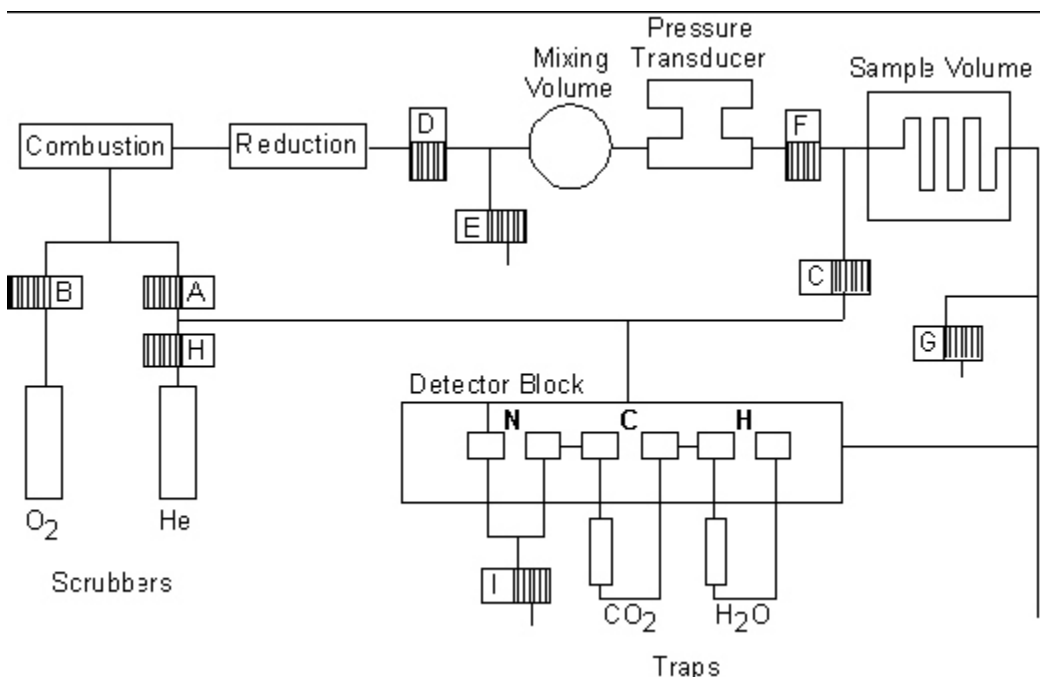 Pressure
Transducer
Mixing
Volume
Sample Volume
D
F
Combustion
Reduction
E
C
B
A
H
G
Detector Block
N
C
H
O2
He
Scrubbers
I
CO2
H2O
Traps